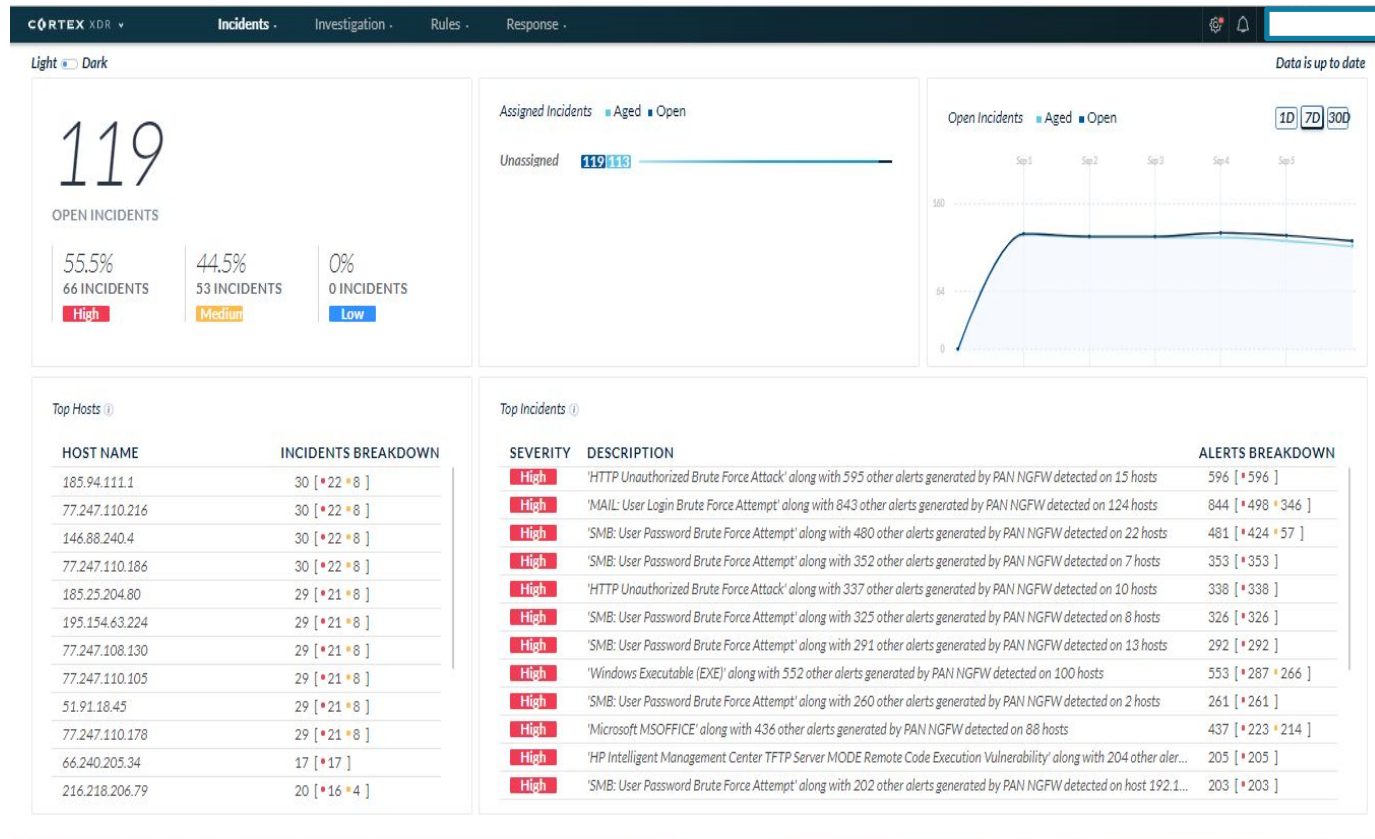 CORTEX XDR Incidents Investigation Rules Response
Light Dark Data is up to date
119
OPEN INCIDENTS
55.5% 44.5% 0%
66 INCIDENTS 53 INCIDENTS 0 INCIDENTS
High Medium Low
Assigned Incidents Aged Open
Unassigned 119 113
Open Incidents Aged Open 1D 7D 30D
Sep 1 Sep 2 Sep 3 Sep 4 Sep 5
160
64
0
Top Hosts
HOST NAME INCIDENTS BREAKDOWN
185.94.111.1 30 [ 22 8 ]
77.247.110.216 30 [ 22 8 ]
146.88.240.4 30 [ 22 8 ]
77.247.110.186 30 [ 22 8 ]
185.25.204.80 29 [ 21 8 ]
195.154.63.224 29 [ 21 8 ]
77.247.108.130 29 [ 21 8 ]
77.247.110.105 29 [ 21 8 ]
51.91.18.45 29 [ 21 8 ]
77.247.110.178 29 [ 21 8 ]
66.240.205.34 17 [ 17 ]
216.218.206.79 20 [ 16 4 ]
Top Incidents
SEVERITY DESCRIPTION ALERTS BREAKDOWN
High 'HTTP Unauthorized Brute Force Attack' along with 595 other alerts generated by PAN NGFW detected on 15 hosts 596 [ 596 ]
High 'MAIL: User Login Brute Force Attempt' along with 843 other alerts generated by PAN NGFW detected on 124 hosts 844 [ 498 346 ]
High 'SMB: User Password Brute Force Attempt' along with 480 other alerts generated by PAN NGFW detected on 22 hosts 481 [ 424 57 ]
High 'SMB: User Password Brute Force Attempt' along with 352 other alerts generated by PAN NGFW detected on 7 hosts 353 [ 353 ]
High 'HTTP Unauthorized Brute Force Attack' along with 337 other alerts generated by PAN NGFW detected on 10 hosts 338 [ 338 ]
High 'SMB: User Password Brute Force Attempt' along with 325 other alerts generated by PAN NGFW detected on 8 hosts 326 [ 326 ]
High 'SMB: User Password Brute Force Attempt' along with 291 other alerts generated by PAN NGFW detected on 13 hosts 292 [ 292 ]
High 'Windows Executable (EXE)' along with 552 other alerts generated by PAN NGFW detected on 100 hosts 553 [ 287 266 ]
High 'SMB: User Password Brute Force Attempt' along with 260 other alerts generated by PAN NGFW detected on 2 hosts 261 [ 261 ]
High 'Microsoft MSOFFICE' along with 436 other alerts generated by PAN NGFW detected on 88 hosts 437 [ 223 214 ]
High 'HP Intelligent Management Center TFTP Server MODE Remote Code Execution Vulnerability' along with 204 other aler... 205 [ 205 ]
High 'SMB: User Password Brute Force Attempt' along with 202 other alerts generated by PAN NGFW detected on host 192.1... 203 [ 203 ]